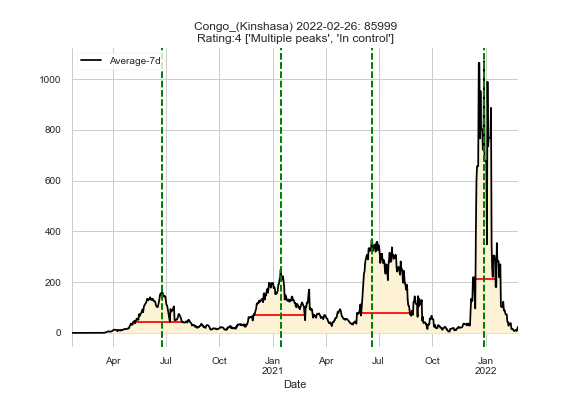 Congo_(Kinshasa) 2022-02-26: 85999
Rating:4 ['Multiple peaks', 'In control']
Average-7d
1000
800
600
400
200
0
Apr Jul Oct Jan Apr Jul Oct Jan
2021 2022
Date